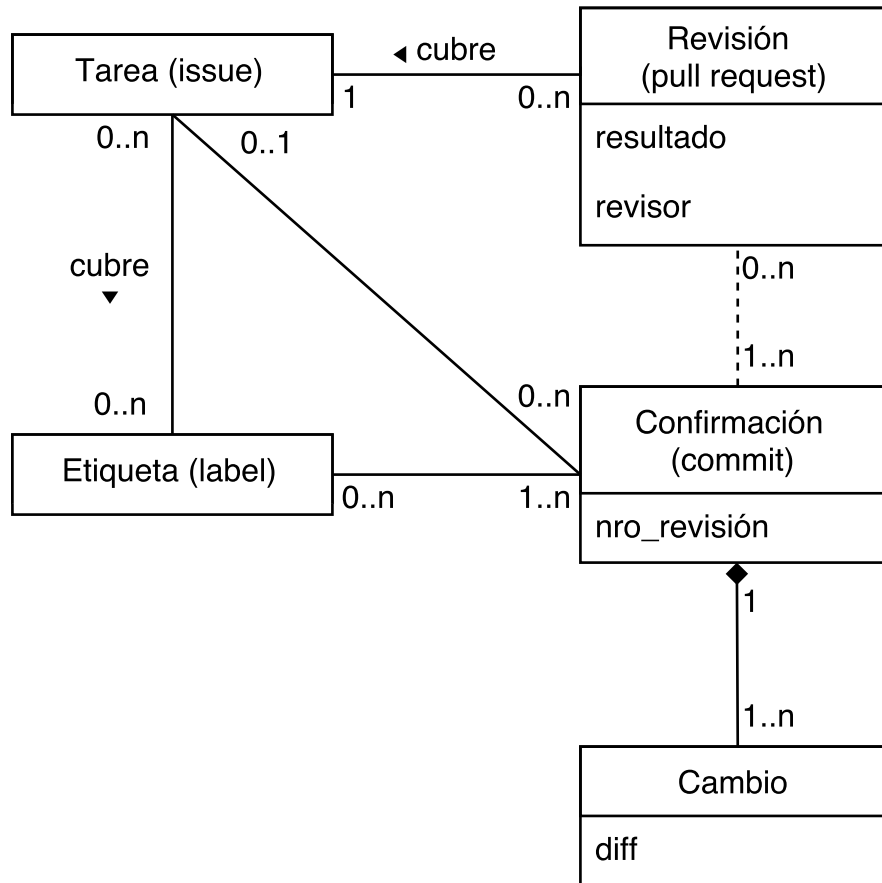 cubre
Revisión
(pull request)
Tarea (issue)
1
0..n
0..n
0..1
resultado
revisor
cubre
0..n
1..n
0..n
0..n
Confirmación
(commit)
Etiqueta (label)
0..n
1..n
nro_revisión
1
1..n
Cambio
diff